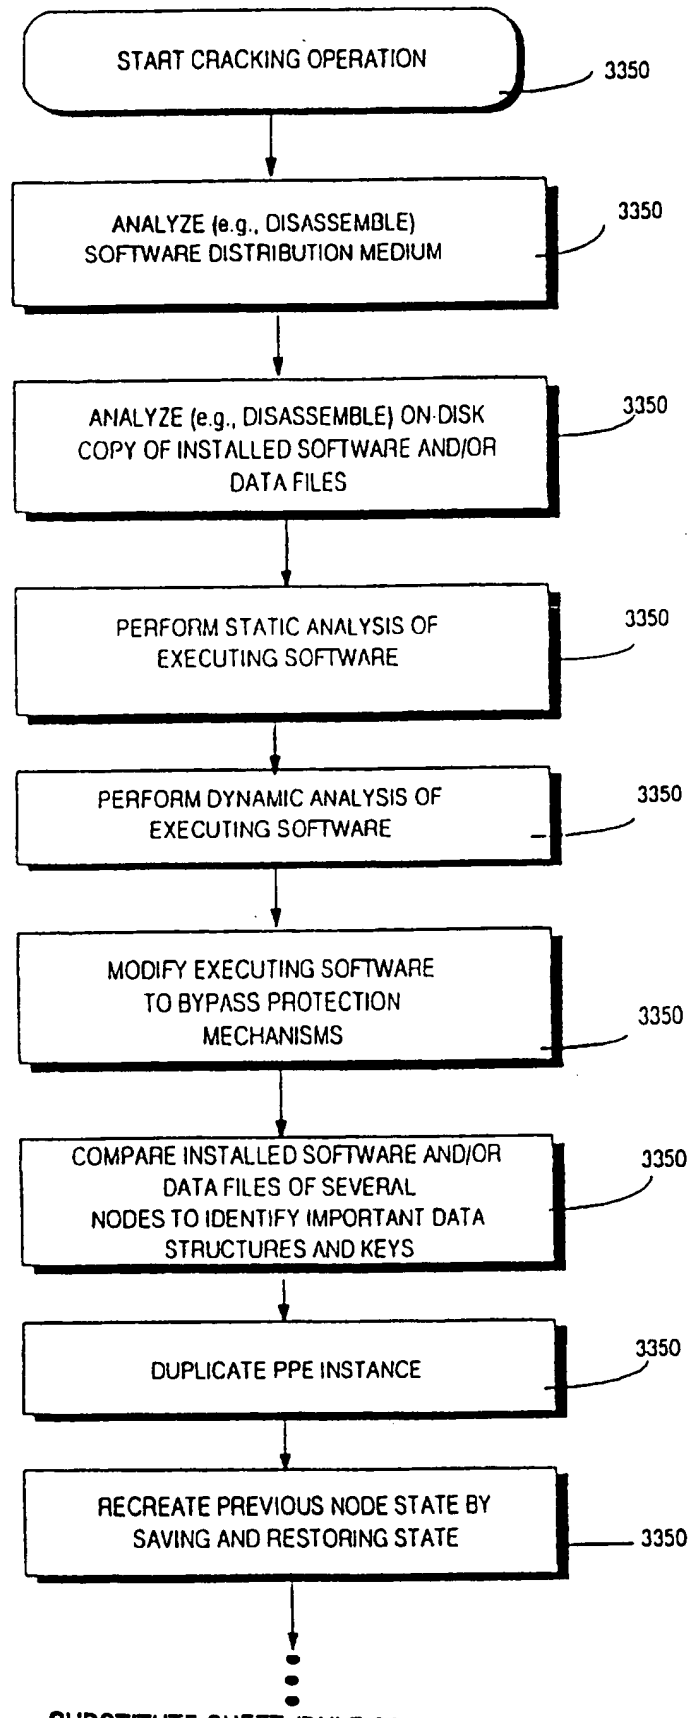 START CRACKING OPERATION
3350
ANALYZE (e.g., DISASSEMBLE)
SOFTWARE DISTRIBUTION MEDIUM
3350
ANALYZE (e.g., DISASSEMBLE) ON-DISK
COPY OF INSTALLED SOFTWARE AND/OR
DATA FILES
3350
PERFORM STATIC ANALYSIS OF
EXECUTING SOFTWARE
3350
PERFORM DYNAMIC ANALYSIS OF
EXECUTING SOFTWARE
3350
MODIFY EXECUTING SOFTWARE
TO BYPASS PROTECTION
MECHANISMS
3350
COMPARE INSTALLED SOFTWARE AND/OR
DATA FILES OF SEVERAL
NODES TO IDENTIFY IMPORTANT DATA
STRUCTURES AND KEYS
3350
DUPLICATE PPE INSTANCE
3350
RECREATE PREVIOUS NODE STATE BY
SAVING AND RESTORING STATE
3350